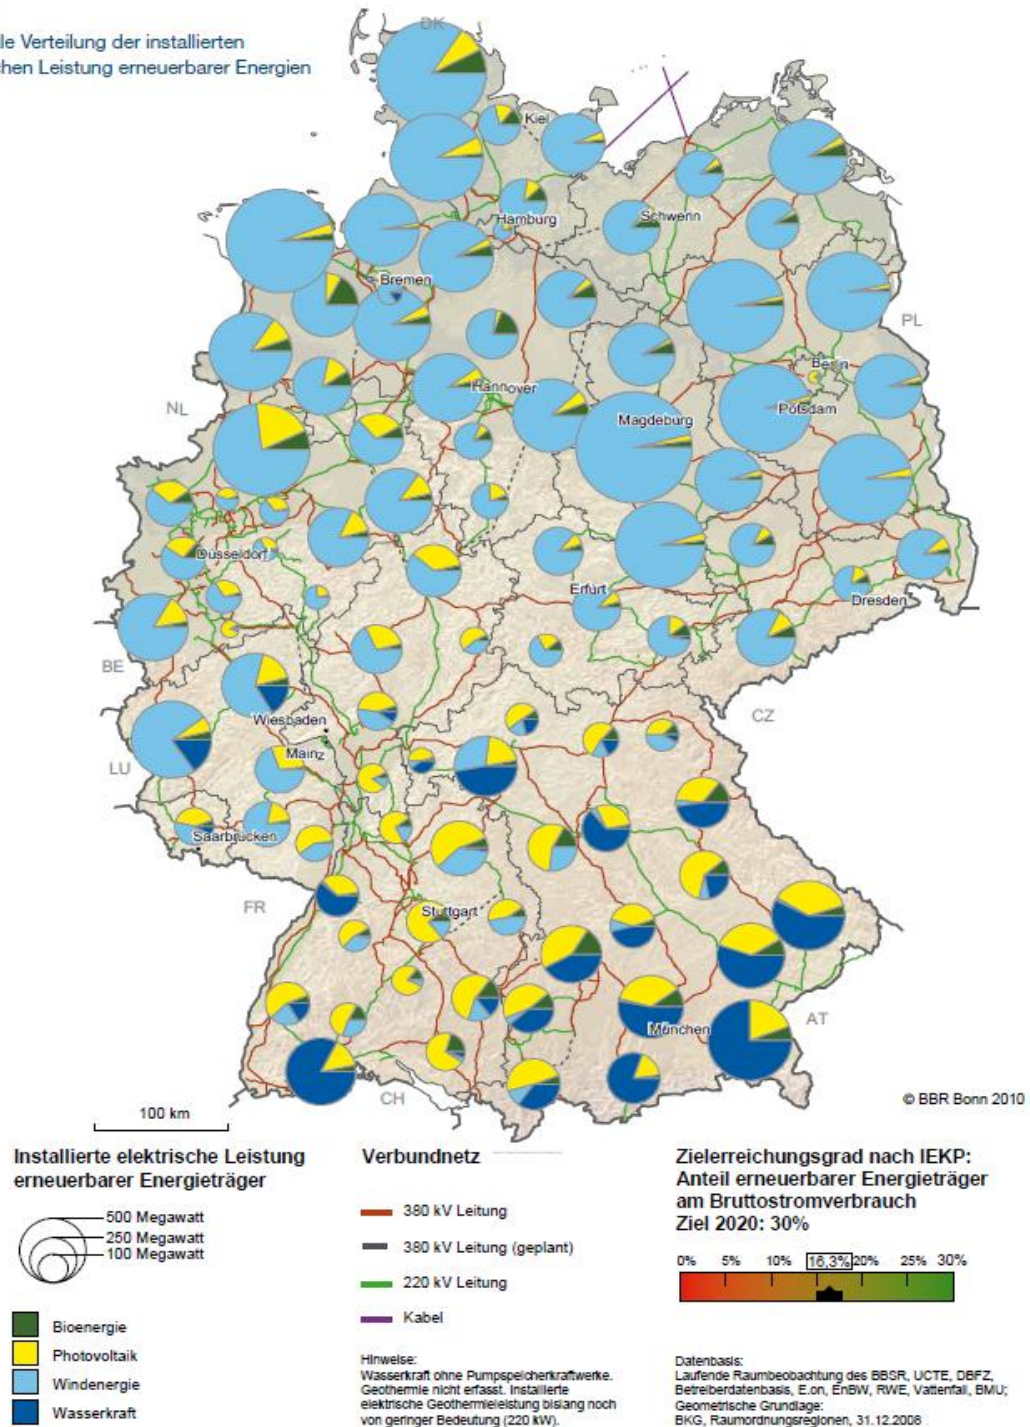 le Verteilung der installierten
chen Leistung erneuerbarer Energien
DK
Kiel
Hamburg
Schwerin
Bremen
PL
Berlin
Hannover
Potsdam
NL
Magdeburg
Düsseldorf
Erfurt
Dresden
BE
Wiesbaden
CZ
Mainz
LU
Saarbrücken
FR
Stuttgart
AT
München
CH
100 km
© BBR Bonn 2010
Installierte elektrische Leistung
erneuerbarer Energieträger
500 Megawatt
250 Megawatt
100 Megawatt
Bioenergie
Photovoltaik
Windenergie
Wasserkraft
Verbundnetz
380 kV Leitung
380 kV Leitung (geplant)
220 kV Leitung
Kabel
Hinweise:
Wasserkraft ohne Pumpspeicherkraftwerke.
Geothermie nicht erfasst. Installierte
elektrische Geothermieleistung bislang noch
von geringer Bedeutung (220 kW).
Zielerreichungsgrad nach IEKP:
Anteil erneuerbarer Energieträger
am Bruttostromverbrauch
Ziel 2020: 30%
0% 5% 10% 16,3% 20% 25% 30%
Datenbasis:
Laufende Raumbeobachtung des BBSR, UCTE, DBFZ,
Betreiberdatenbasis, E.on, EnBW, RWE, Vattenfall, BMU;
Geometrische Grundlage:
BKG, Raumordnungsregionen, 31.12.2008